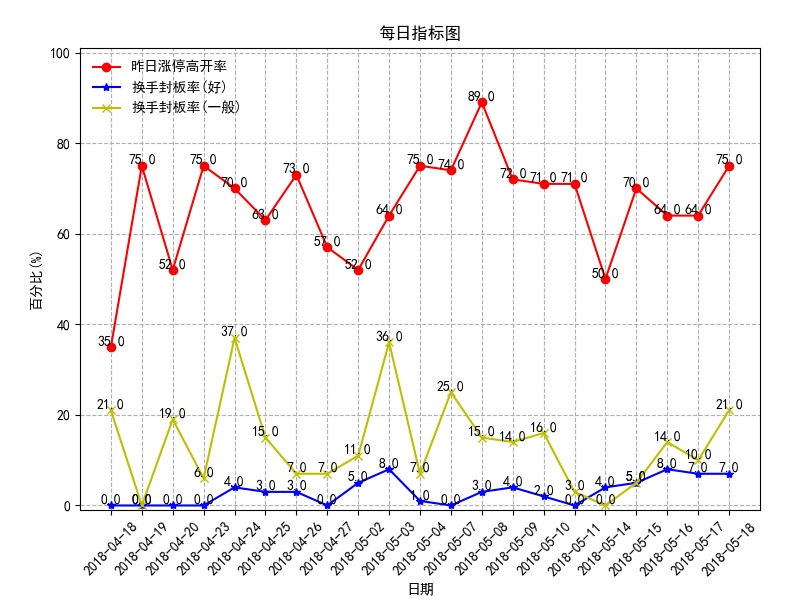 每日指标图
昨日涨停高开率
换手封板率(好)
换手封板率(一般)
百分比(%)
100
80
60
40
20
0
35.0 75.0 52.0 75.0 70.0 63.0 73.0 57.0 52.0 64.0 75.0 74.0 89.0 72.0 71.0 71.0 50.0 70.0 64.0 64.0 75.0
21.0 0.0 19.0 6.0 37.0 15.0 7.0 7.0 11.0 36.0 7.0 25.0 15.0 14.0 16.0 3.0 0.0 5.0 14.0 10.0 21.0
0.0 0.0 0.0 0.0 4.0 3.0 3.0 0.0 5.0 8.0 1.0 0.0 3.0 4.0 2.0 0.0 4.0 5.0 8.0 7.0 7.0
2018-04-18 2018-04-19 2018-04-20 2018-04-23 2018-04-24 2018-04-25 2018-04-26 2018-04-27 2018-05-02 2018-05-03 2018-05-04 2018-05-07 2018-05-08 2018-05-09 2018-05-10 2018-05-11 2018-05-14 2018-05-15 2018-05-16 2018-05-17 2018-05-18
日期